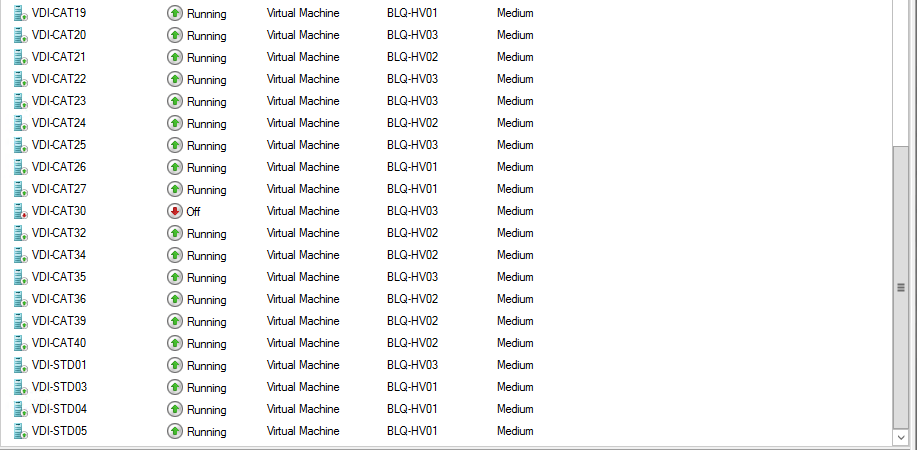 VDI-CAT19 Running Virtual Machine BLQ-HV01 Medium
VDI-CAT20 Running Virtual Machine BLQ-HV03 Medium
VDI-CAT21 Running Virtual Machine BLQ-HV02 Medium
VDI-CAT22 Running Virtual Machine BLQ-HV03 Medium
VDI-CAT23 Running Virtual Machine BLQ-HV03 Medium
VDI-CAT24 Running Virtual Machine BLQ-HV02 Medium
VDI-CAT25 Running Virtual Machine BLQ-HV03 Medium
VDI-CAT26 Running Virtual Machine BLQ-HV01 Medium
VDI-CAT27 Running Virtual Machine BLQ-HV01 Medium
VDI-CAT30 Off Virtual Machine BLQ-HV03 Medium
VDI-CAT32 Running Virtual Machine BLQ-HV02 Medium
VDI-CAT34 Running Virtual Machine BLQ-HV02 Medium
VDI-CAT35 Running Virtual Machine BLQ-HV03 Medium
VDI-CAT36 Running Virtual Machine BLQ-HV02 Medium
VDI-CAT39 Running Virtual Machine BLQ-HV02 Medium
VDI-CAT40 Running Virtual Machine BLQ-HV02 Medium
VDI-STD01 Running Virtual Machine BLQ-HV03 Medium
VDI-STD03 Running Virtual Machine BLQ-HV01 Medium
VDI-STD04 Running Virtual Machine BLQ-HV01 Medium
VDI-STD05 Running Virtual Machine BLQ-HV01 Medium